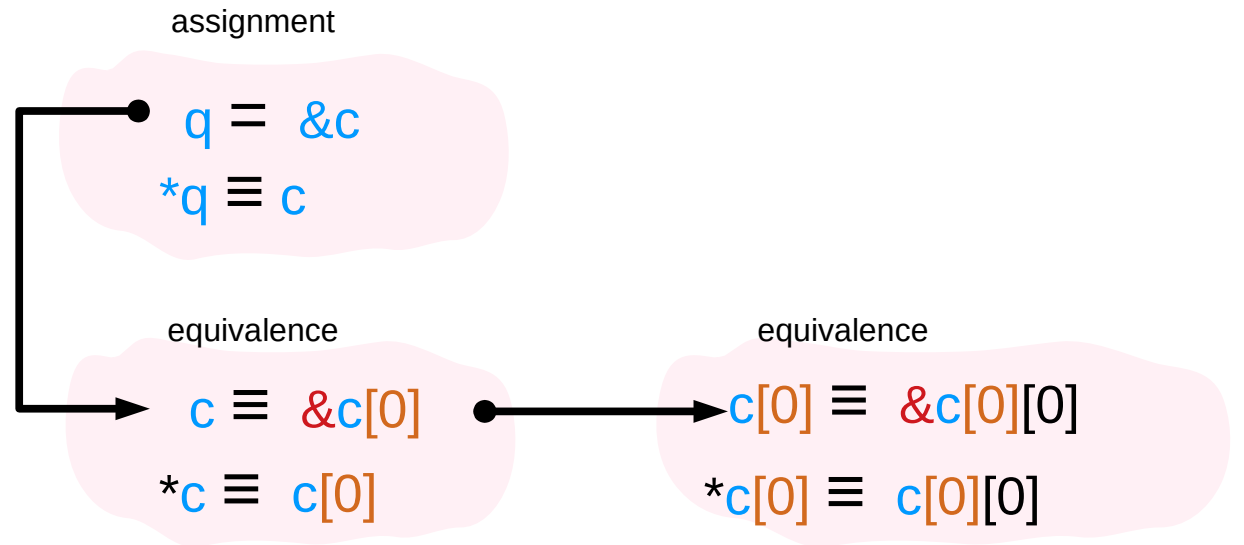 assignment
q = &c
*q ≡ c
equivalence
c ≡ &c[0]
*c ≡ c[0]
equivalence
c[0] ≡ &c[0][0]
*c[0] ≡ c[0][0]